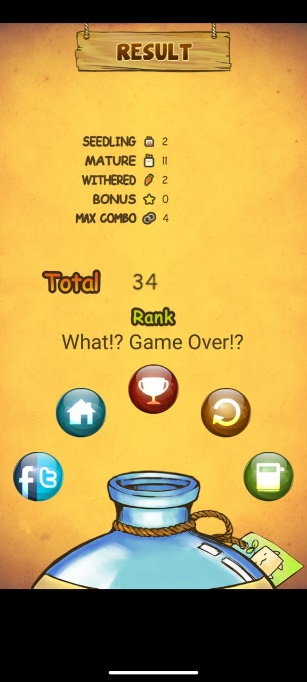 RESULT
SEEDLING 2
MATURE 11
WITHERED 2
BONUS 0
MAX COMBO 4
Total 34
Rank
What!? Game Over!?
f t